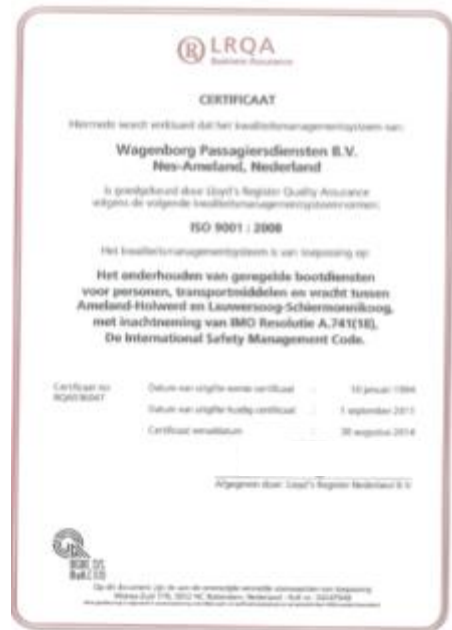 LRQA
Business Assurance
CERTIFICAAT
Hiermede wordt verklaard dat het kwaliteitsmanagementsysteem van:
Wagenborg Passagiersdiensten B.V.
Nes-Ameland, Nederland
is goedgekeurd door Lloyd's Register Quality Assurance
volgens de volgende kwaliteitsmanagementsysteemnormen:
ISO 9001 : 2008
Het kwaliteitsmanagementsysteem is van toepassing op:
Het onderhouden van geregelde bootdiensten
voor personen, transportmiddelen en vracht tussen
Ameland-Holwerd en Lauwersoog-Schiermonnikoog,
met inachtneming van IMO Resolutie A.741(18),
De International Safety Management Code.
Certificaat no:
Datum van uitgifte eerste certificaat : 10 januari 1994
Datum van uitgifte huidig certificaat : 1 september 2011
Certificaat vervaldatum : 30 augustus 2014
Afgegeven door: Lloyd's Register Nederland B.V.